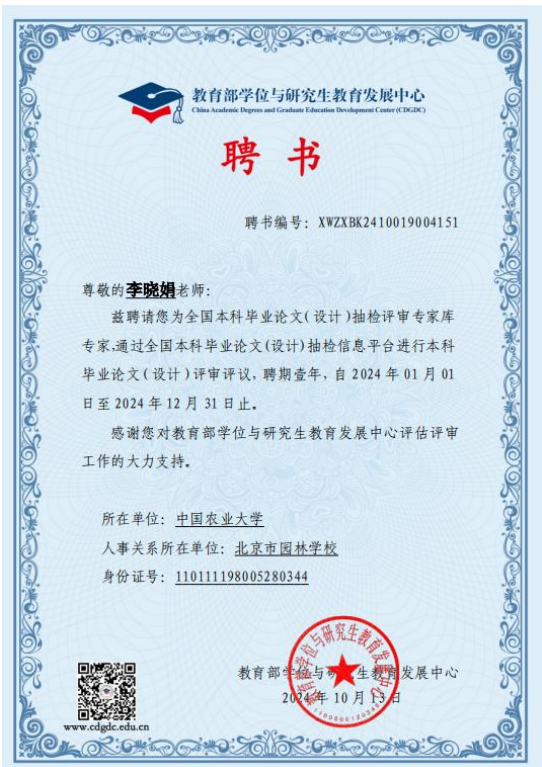 教育部学位与研究生教育发展中心
China Academic Degrees and Graduate Education Development Center (CDGDC)
聘 书
聘书编号: XWZXBK2410019004151
尊敬的李晓娟老师:
兹聘请您为全国本科毕业论文(设计)抽检评审专家库
专家,通过全国本科毕业论文(设计)抽检信息平台进行本科
毕业论文(设计)评审评议, 聘期壹年, 自 2024 年 01 月 01
日至 2024 年 12 月 31 日止。
感谢您对教育部学位与研究生教育发展中心评估评审
工作的大力支持。
所在单位: 中国农业大学
人事关系所在单位: 北京市园林学校
身份证号: 110111198005280344
教育部学位与研究生教育发展中心
2024 年 10 月 13 日
www.cdgdc.edu.cn